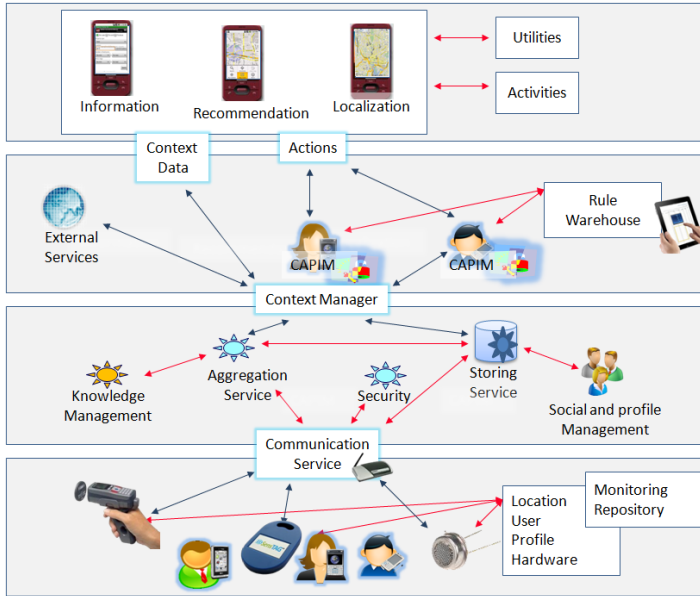 Information
Recommendation
Localization
Utilities
Activities
Context
Data
Actions
External
Services
CAPIM
CAPIM
Rule
Warehouse
Context Manager
Knowledge
Management
Aggregation
Service
Security
Storing
Service
Social and profile
Management
Communication
Service
Location
User
Profile
Hardware
Monitoring
Repository